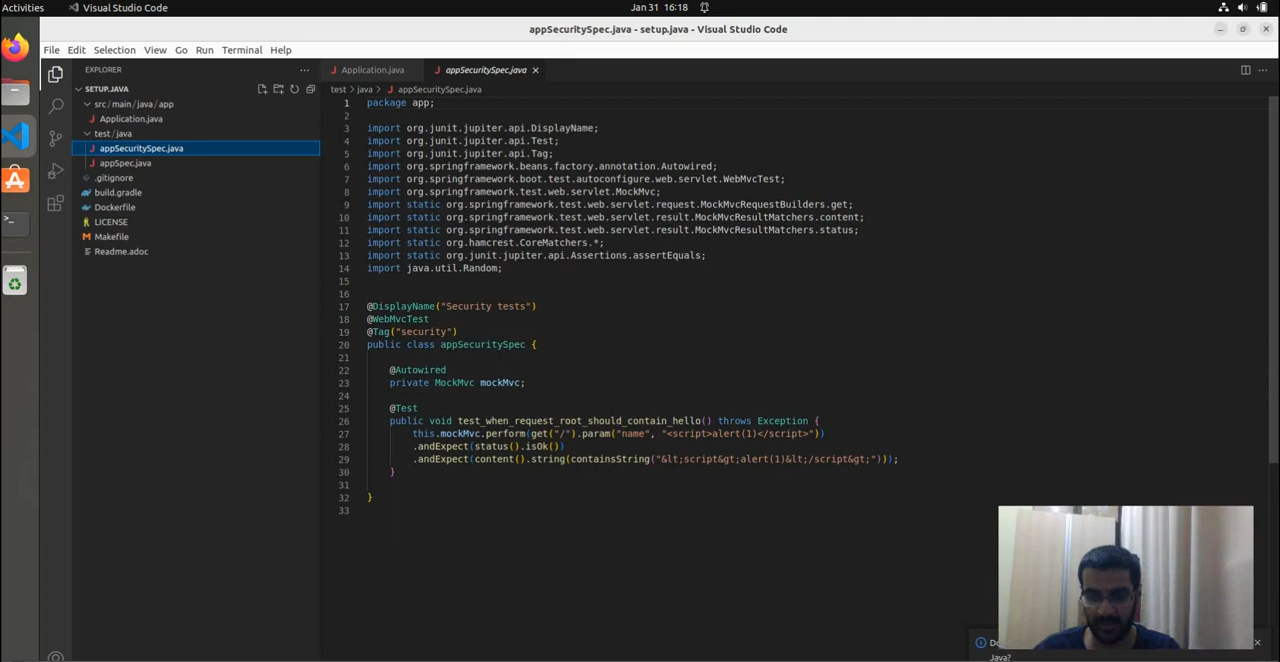 Activities
Visual Studio Code
Jan 31 16:18
appSecuritySpec.java - setup.java - Visual Studio Code
File Edit Selection View Go Run Terminal Help
EXPLORER
SETUP.JAVA
src/main/java/app
Application.java
test/java
appSecuritySpec.java
appSpec.java
.gitignore
build.gradle
Dockerfile
LICENSE
Makefile
Readme.adoc
Application.java
appSecuritySpec.java
test > java > appSecuritySpec.java
1 package app;
2
3 import org.junit.jupiter.api.DisplayName;
4 import org.junit.jupiter.api.Test;
5 import org.junit.jupiter.api.Tag;
6 import org.springframework.beans.factory.annotation.Autowired;
7 import org.springframework.boot.test.autoconfigure.web.servlet.WebMvcTest;
8 import org.springframework.test.web.servlet.MockMvc;
9 import static org.springframework.test.web.servlet.request.MockMvcRequestBuilders.get;
10 import static org.springframework.test.web.servlet.result.MockMvcResultMatchers.content;
11 import static org.springframework.test.web.servlet.result.MockMvcResultMatchers.status;
12 import static org.hamcrest.CoreMatchers.*;
13 import static org.junit.jupiter.api.Assertions.assertEquals;
14 import java.util.Random;
15
16
17 @DisplayName("Security tests")
18 @WebMvcTest
19 @Tag("security")
20 public class appSecuritySpec {
21
22 @Autowired
23 private MockMvc mockMvc;
24
25 @Test
26 public void test_when_request_root_should_contain_hello() throws Exception {
27 this.mockMvc.perform(get("/").param("name", "<script>alert(1)</script>"))
28 .andExpect(status().isOk())
29 .andExpect(content().string(containsString("&lt;script&gt;alert(1)&lt;/script&gt;")));
30 }
31
32 }
33
Java?